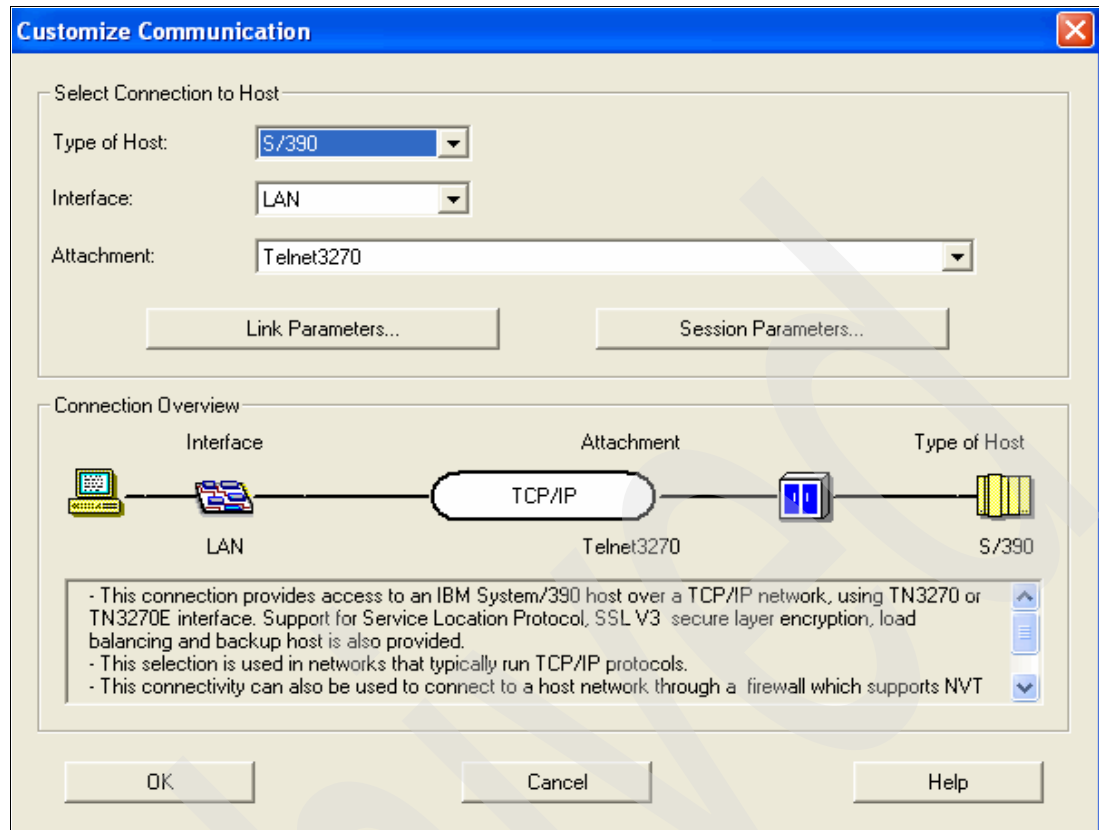 Customize Communication
Select Connection to Host
Type of Host:
S/390
Interface:
LAN
Attachment:
Telnet3270
Link Parameters...
Session Parameters...
Connection Overview
Interface
Attachment
Type of Host
TCP/IP
LAN
Telnet3270
S/390
- This connection provides access to an IBM System/390 host over a TCP/IP network, using TN3270 or
TN3270E interface. Support for Service Location Protocol, SSL V3  secure layer encryption, load
balancing and backup host is also provided.
- This selection is used in networks that typically run TCP/IP protocols.
- This connectivity can also be used to connect to a host network through a  firewall which supports NVT
OK
Cancel
Help